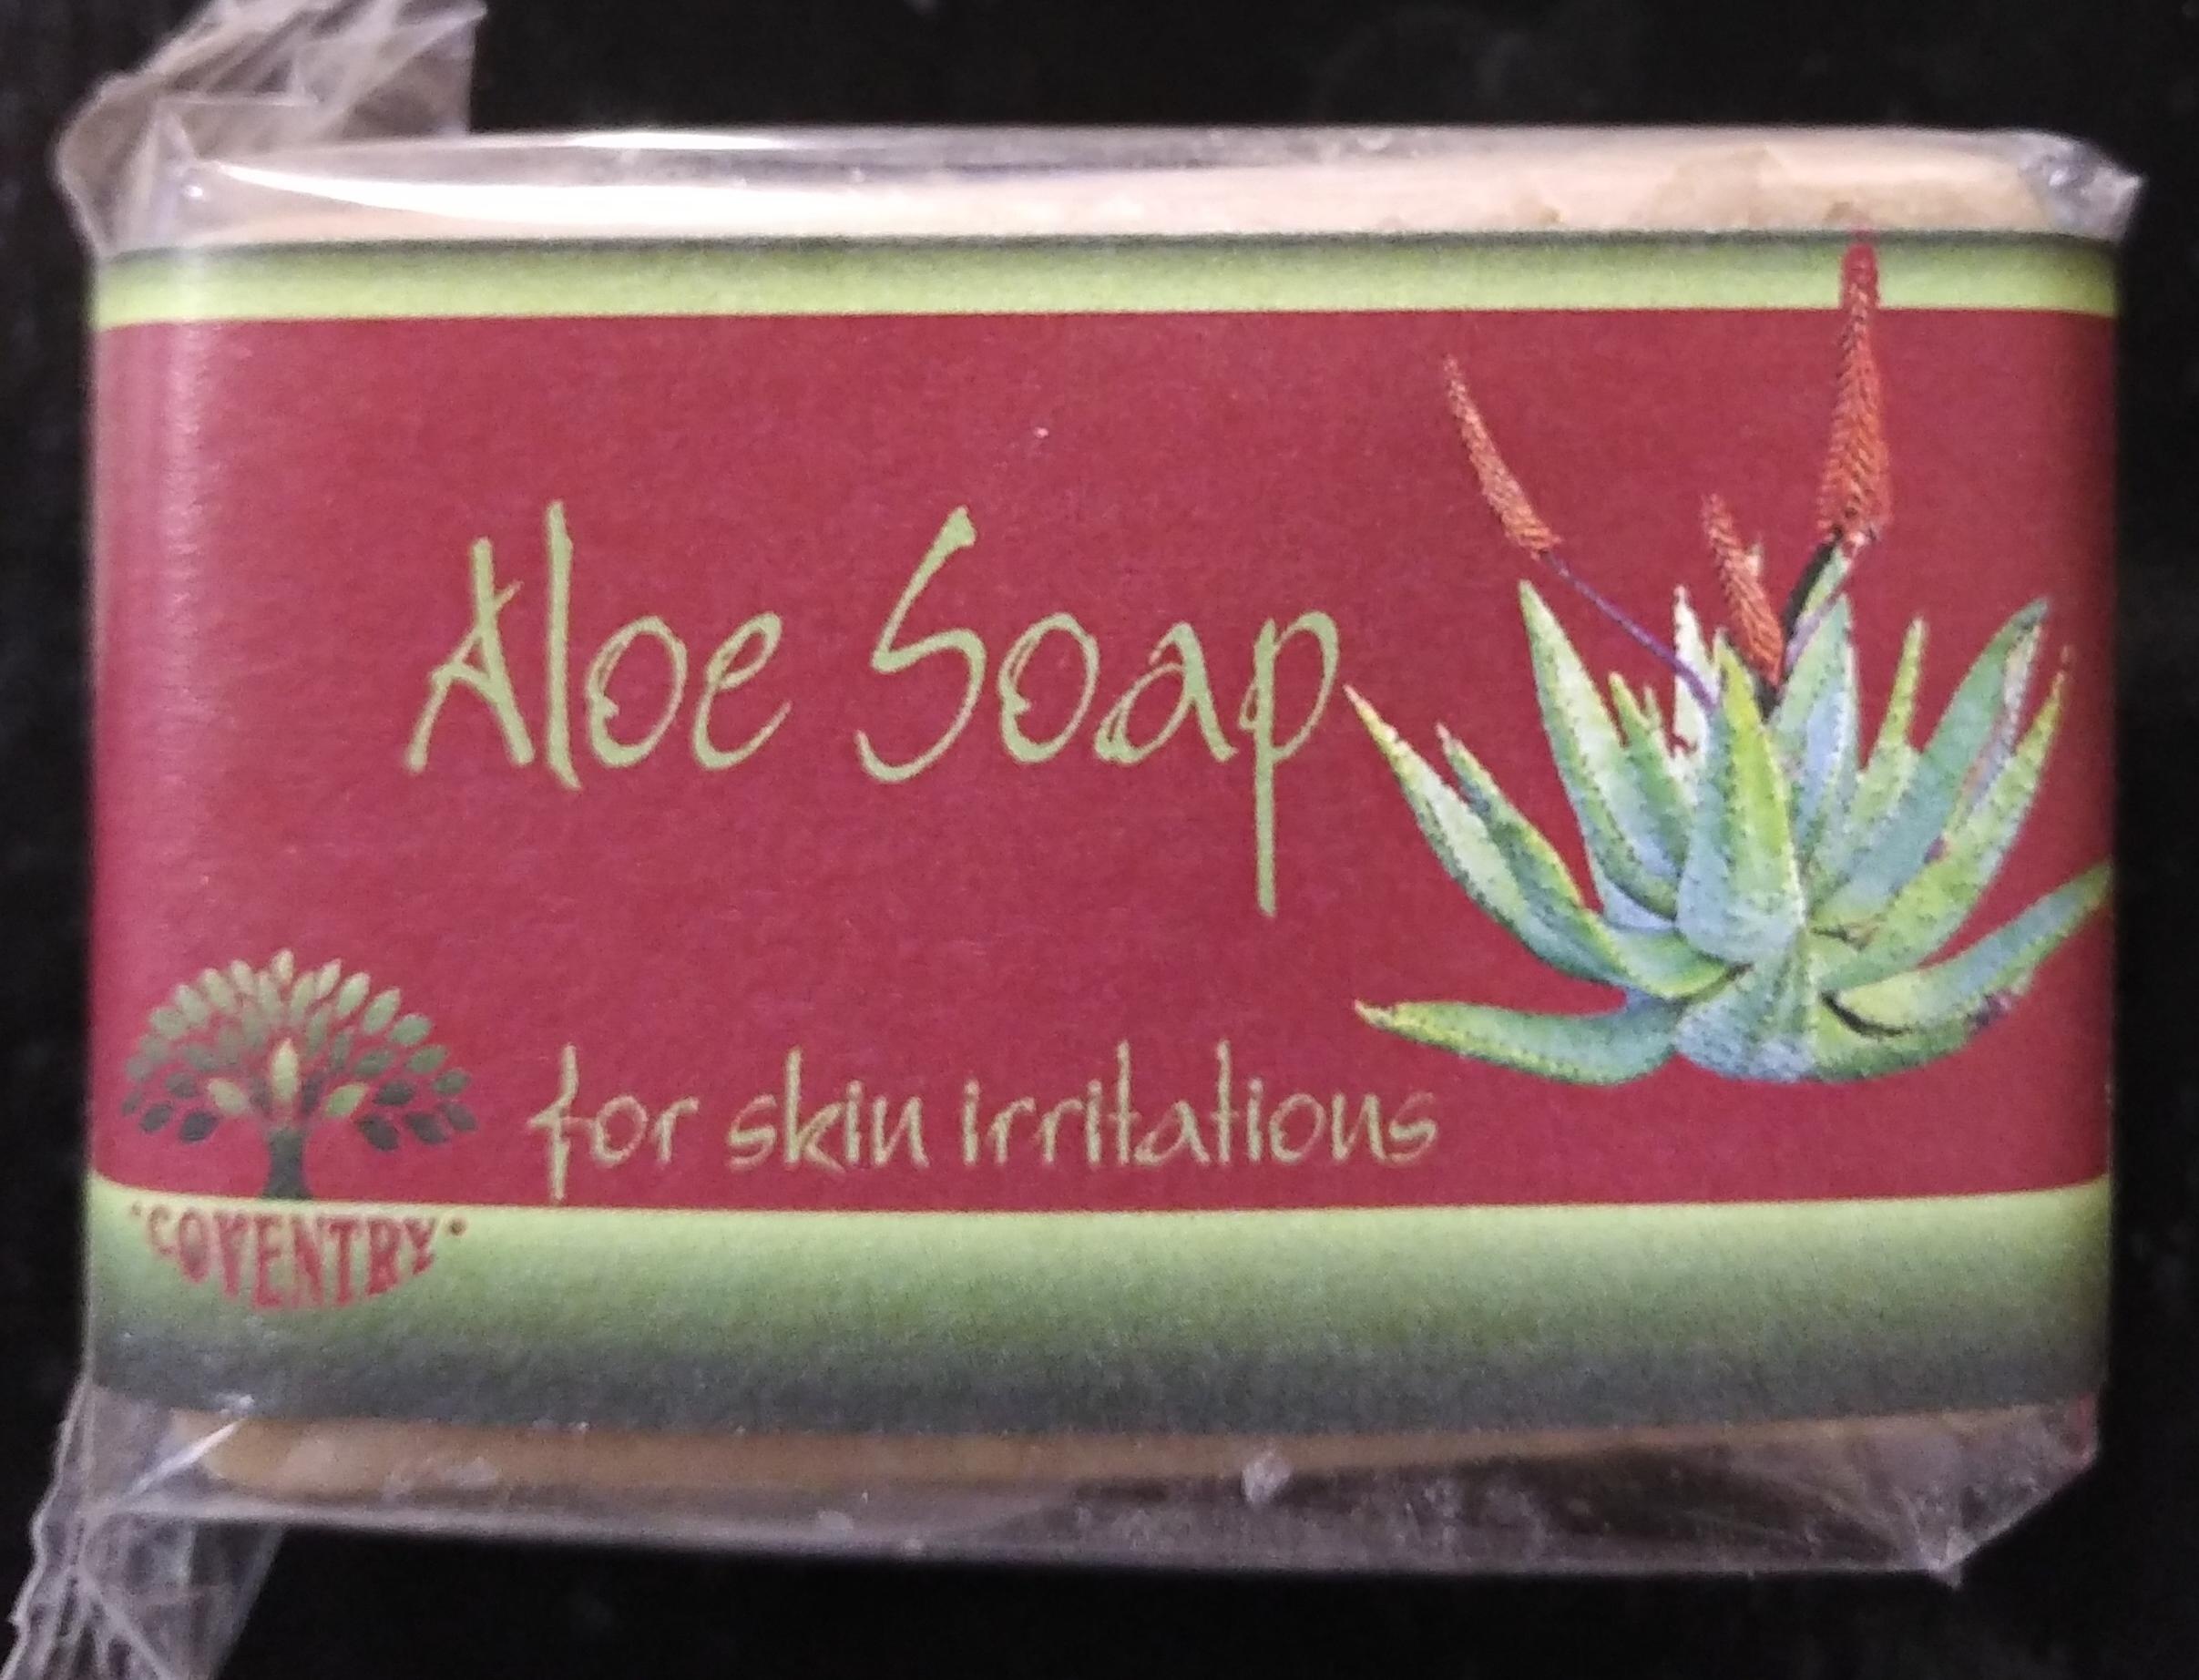 Aloe Soap
for skin irritations
•COVENTRY•